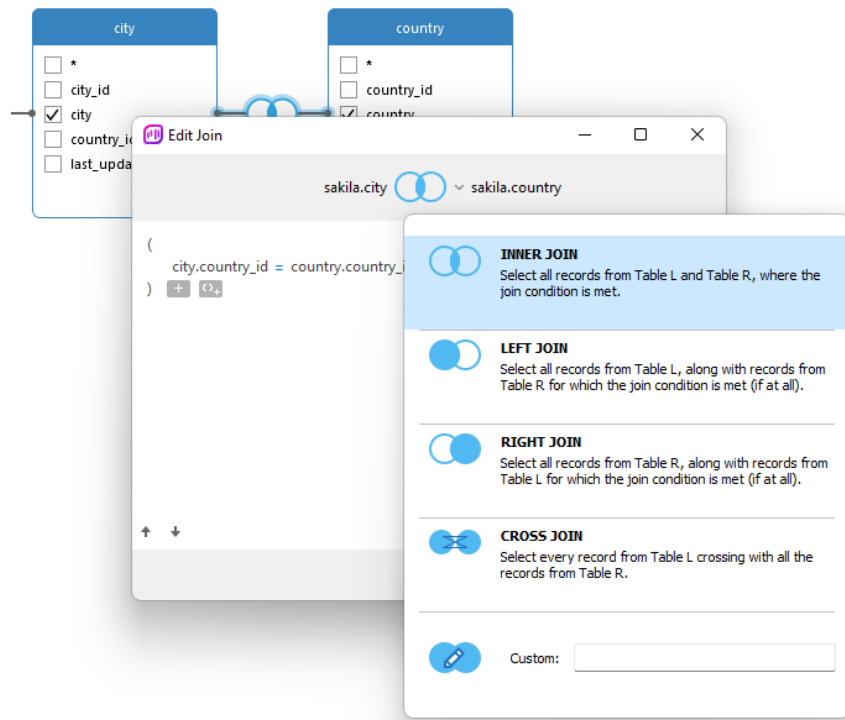 city
country
*
city_id
city
country_i
last_upda
*
country_id
country
Edit Join
sakila.city
sakila.country
(
city.country_id = country.country_i
)
INNER JOIN
Select all records from Table L and Table R, where the
join condition is met.
LEFT JOIN
Select all records from Table L, along with records from
Table R for which the join condition is met (if at all).
RIGHT JOIN
Select all records from Table R, along with records from
Table L for which the join condition is met (if at all).
CROSS JOIN
Select every record from Table L crossing with all the
records from Table R.
Custom: